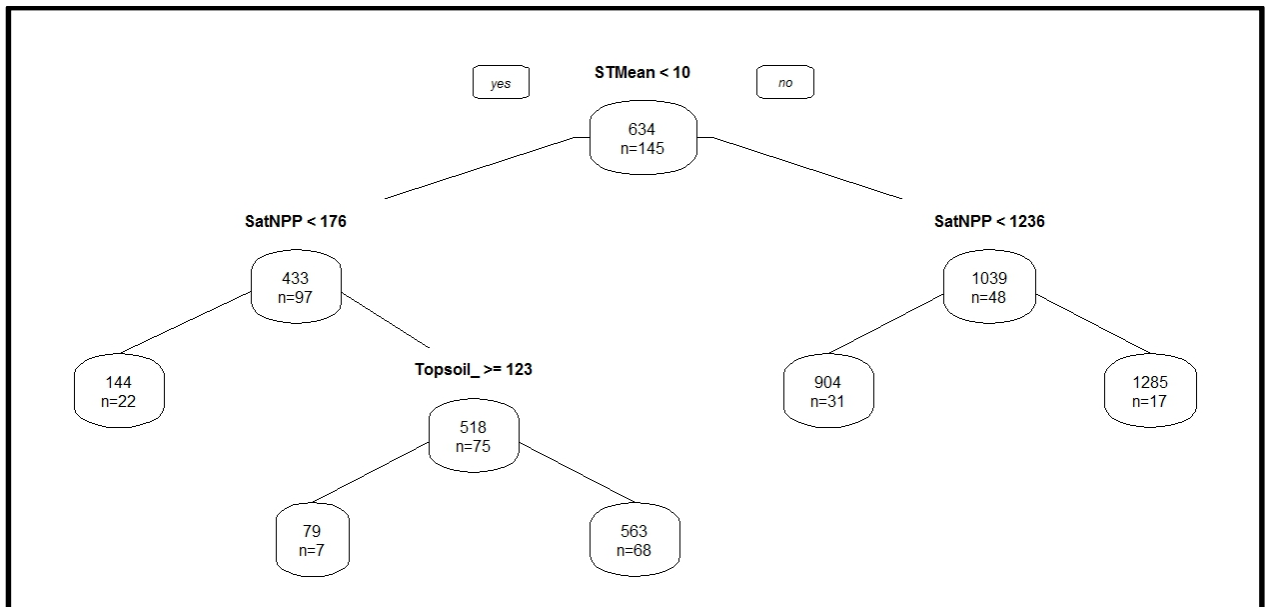 STMean < 10
yes
no
634
n=145
SatNPP < 176
SatNPP < 1236
433
n=97
1039
n=48
144
n=22
Topsoil_ >= 123
904
n=31
1285
n=17
518
n=75
79
n=7
563
n=68